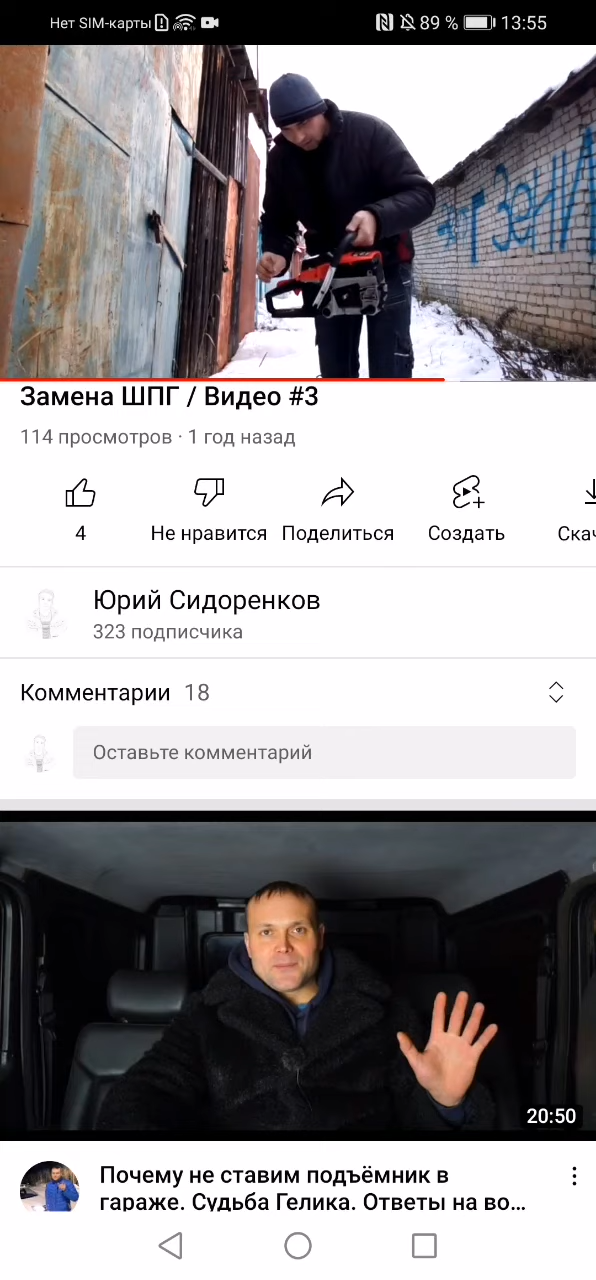 Нет SIM-карты 89 % 13:55
Замена ШПГ / Видео #3
114 просмотров · 1 год назад
4 Не нравится Поделиться Создать Скач
Юрий Сидоренков
323 подписчика
Комментарии 18
Оставьте комментарий
20:50
Почему не ставим подъёмник в
гараже. Судьба Гелика. Ответы на во...